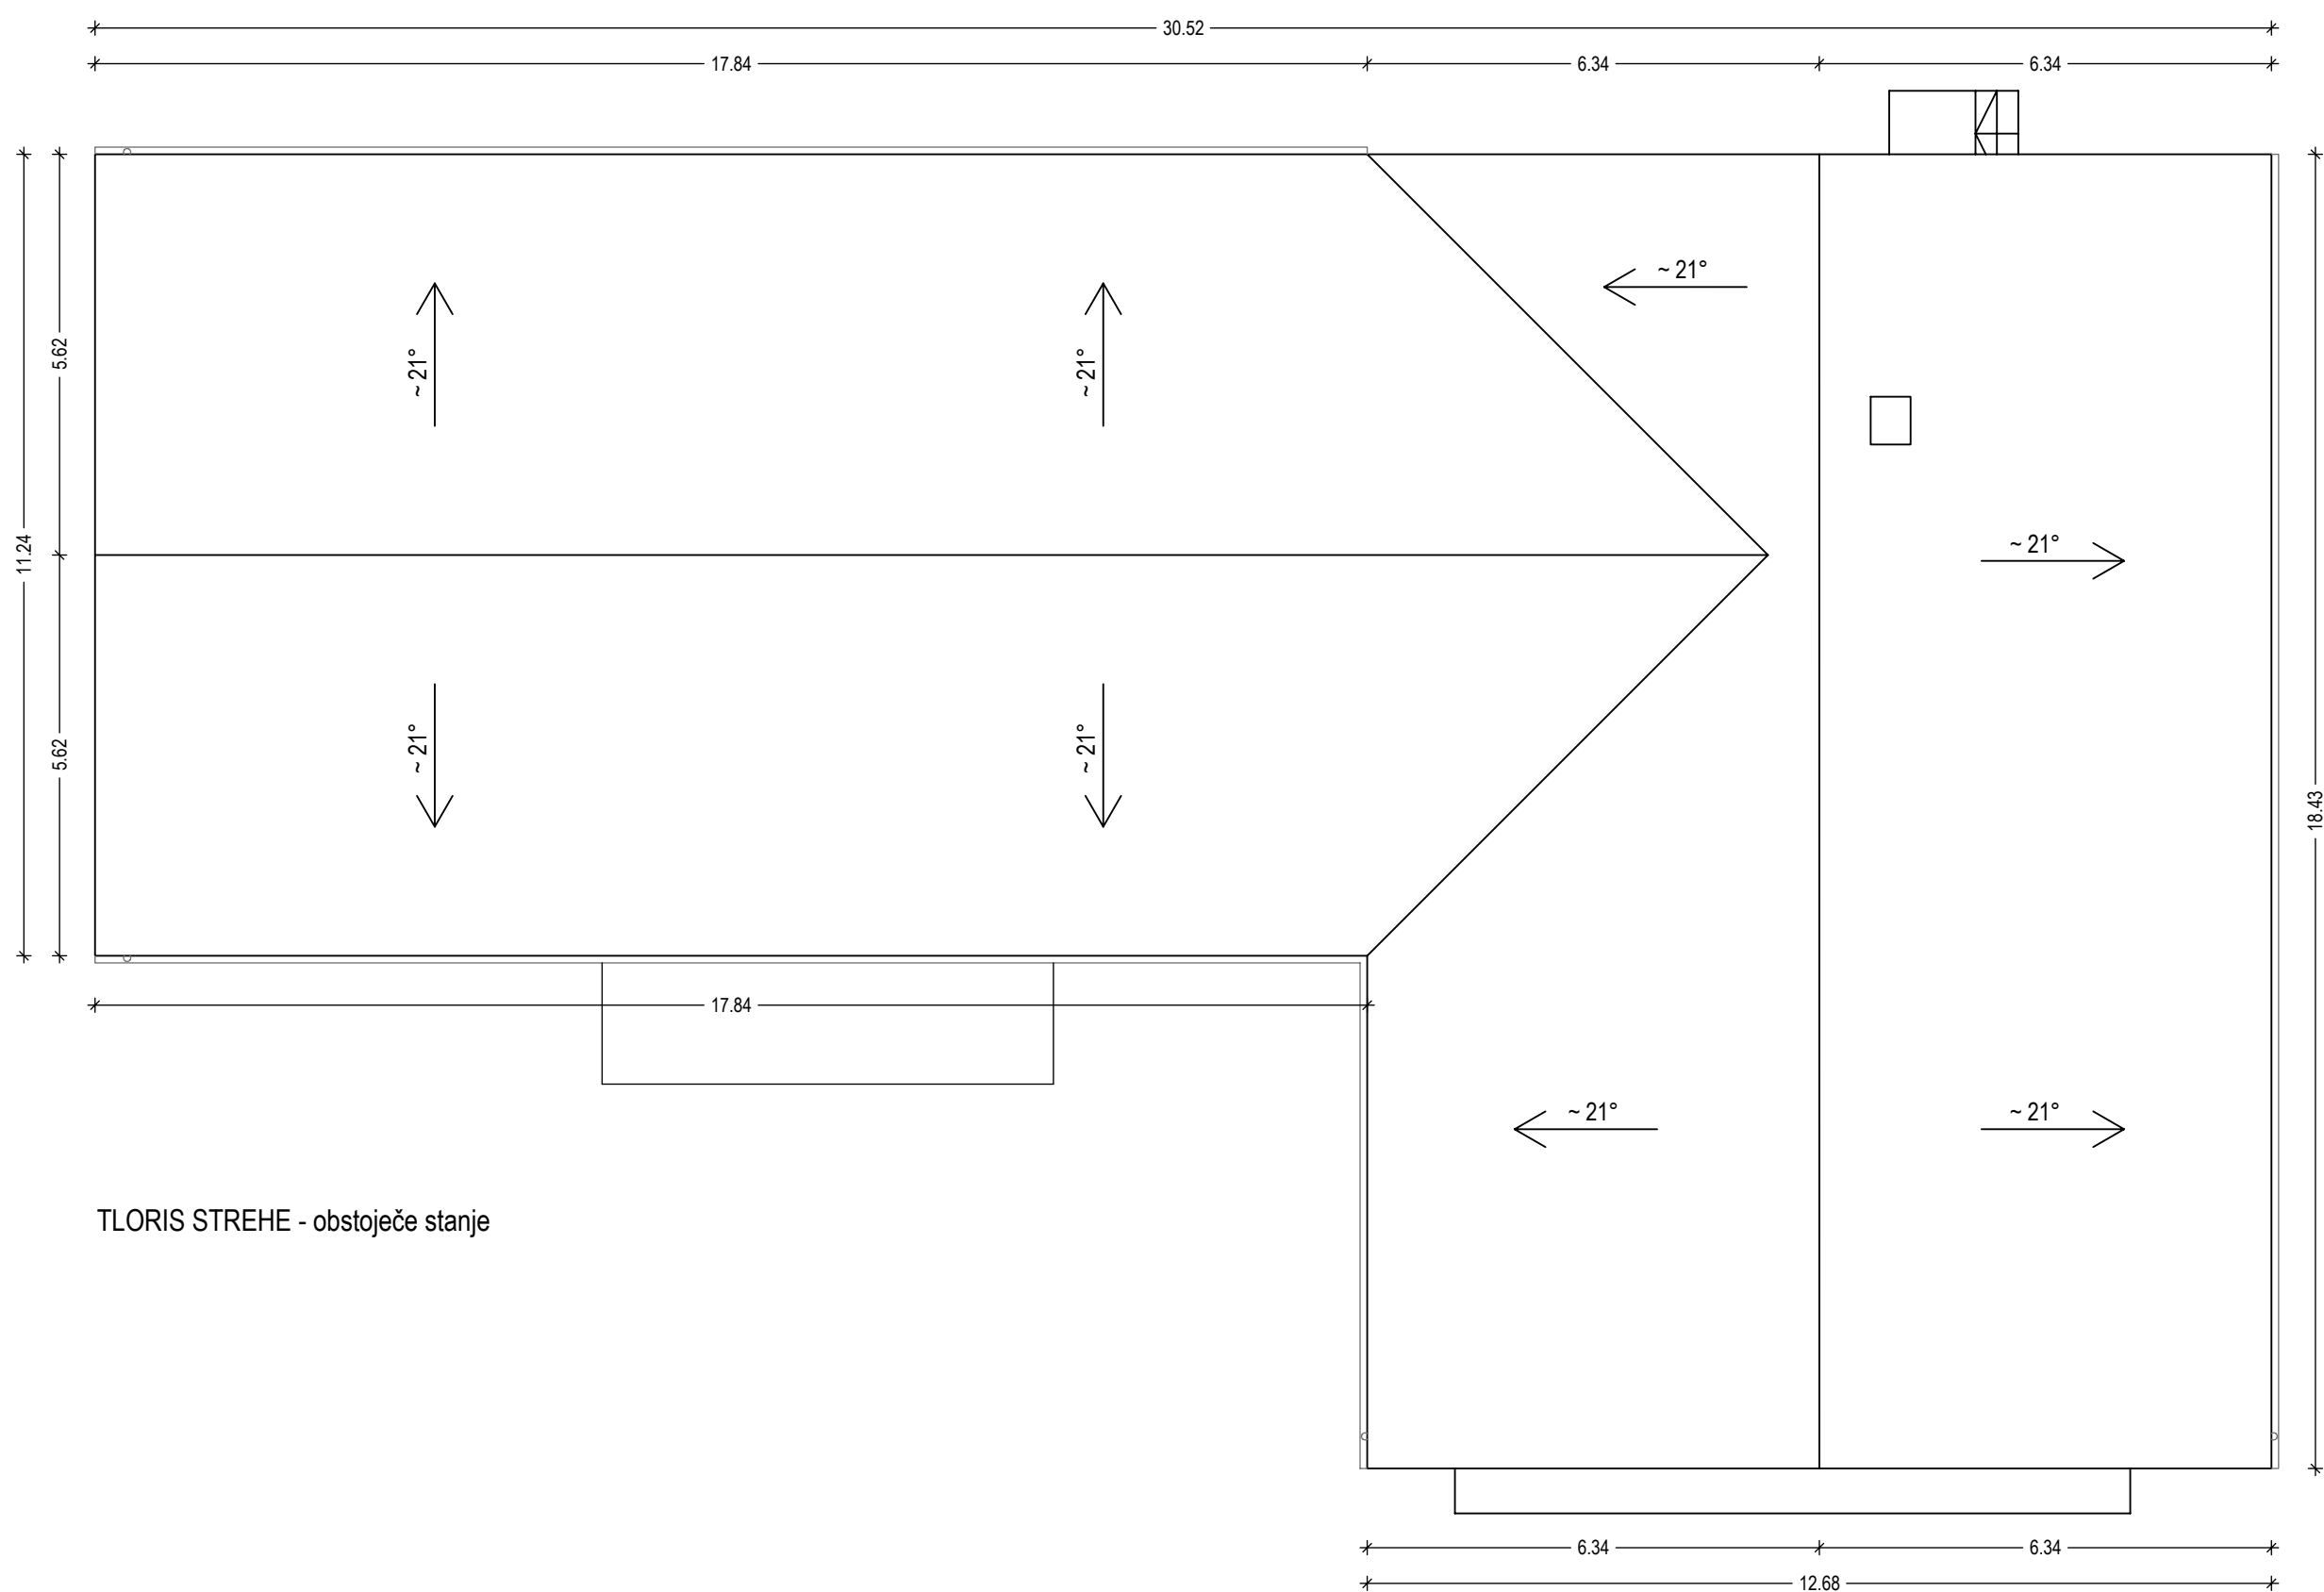 30.52
17.84 6.34 6.34
~ 21°
5.62 ~ 21° ~ 21°
11.24
~ 21° 
5.62 ~ 21° ~ 21°
18.43
17.84
~ 21° ~ 21°
TLORIS STREHE - obstoječe stanje
6.34 6.34
12.68